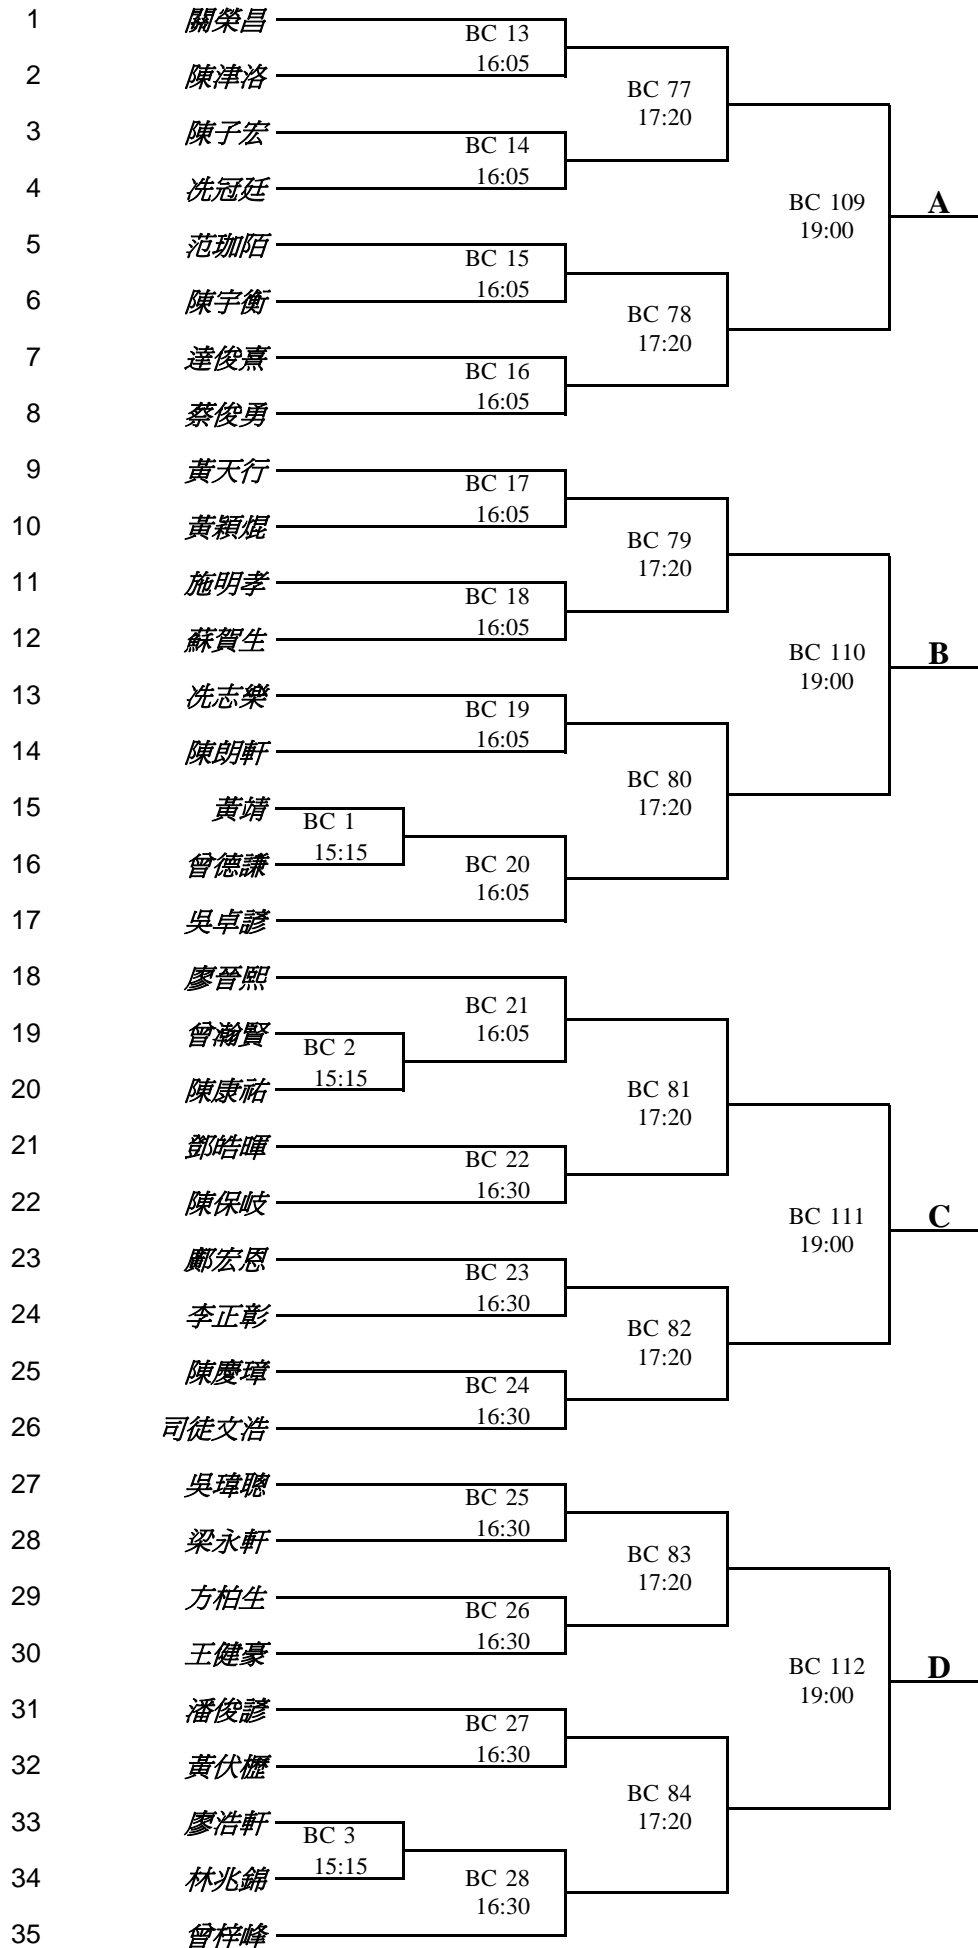 1 關榮昌
BC 13
2 陳津洛
16:05
BC 77
17:20
3 陳子宏
BC 14
4 冼冠廷
16:05
BC 109 A
19:00
5 范珈陌
BC 15
6 陳宇衡
16:05
BC 78
17:20
7 達俊熹
BC 16
8 蔡俊勇
16:05
9 黃天行
BC 17
10 黃穎焜
16:05
BC 79
17:20
11 施明孝
BC 18
12 蘇賀生
16:05
BC 110 B
19:00
13 冼志樂
BC 19
14 陳朗軒
16:05
BC 80
17:20
15 黃靖
BC 1
15:15
16 曾德謙
BC 20
16:05
17 吳卓諺
18 廖晉熙
BC 21
16:05
19 曾瀚賢
BC 2
15:15
20 陳康祐
BC 81
17:20
21 鄧皓暉
BC 22
22 陳保岐
16:30
BC 111 C
19:00
23 鄺宏恩
BC 23
24 李正彰
16:30
BC 82
17:20
25 陳慶璋
BC 24
26 司徒文浩
16:30
27 吳瑋聰
BC 25
28 梁永軒
16:30
BC 83
17:20
29 方柏生
BC 26
30 王健豪
16:30
BC 112 D
19:00
31 潘俊諺
BC 27
32 黃伏櫪
16:30
BC 84
17:20
33 廖浩軒
BC 3
15:15
34 林兆錦
BC 28
16:30
35 曾梓峰